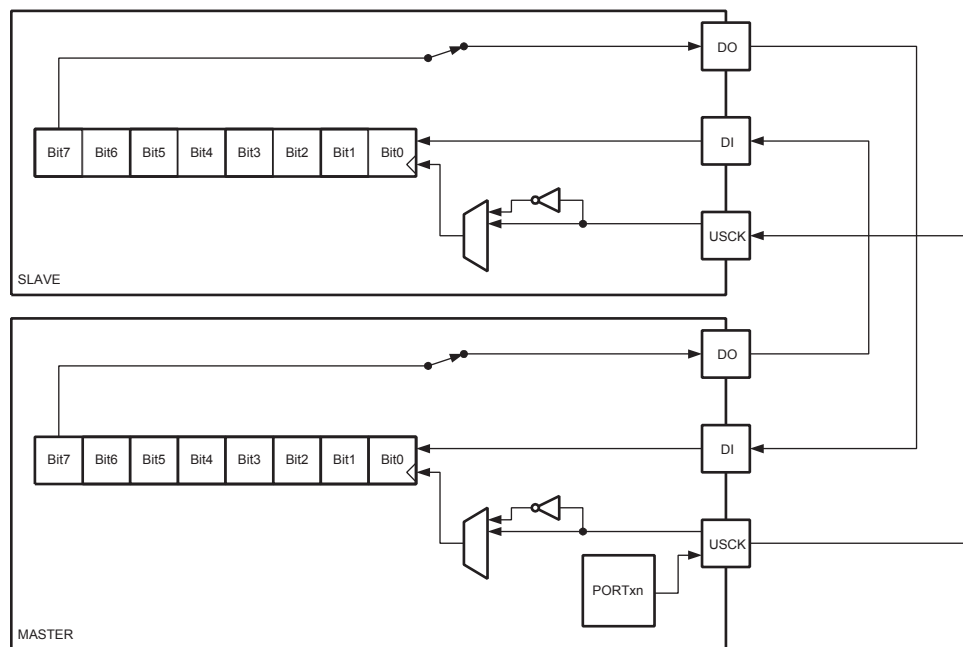 DO
Bit7 Bit6 Bit5 Bit4 Bit3 Bit2 Bit1 Bit0
DI
USCK
SLAVE
DO
Bit7 Bit6 Bit5 Bit4 Bit3 Bit2 Bit1 Bit0
DI
USCK
PORTxn
MASTER